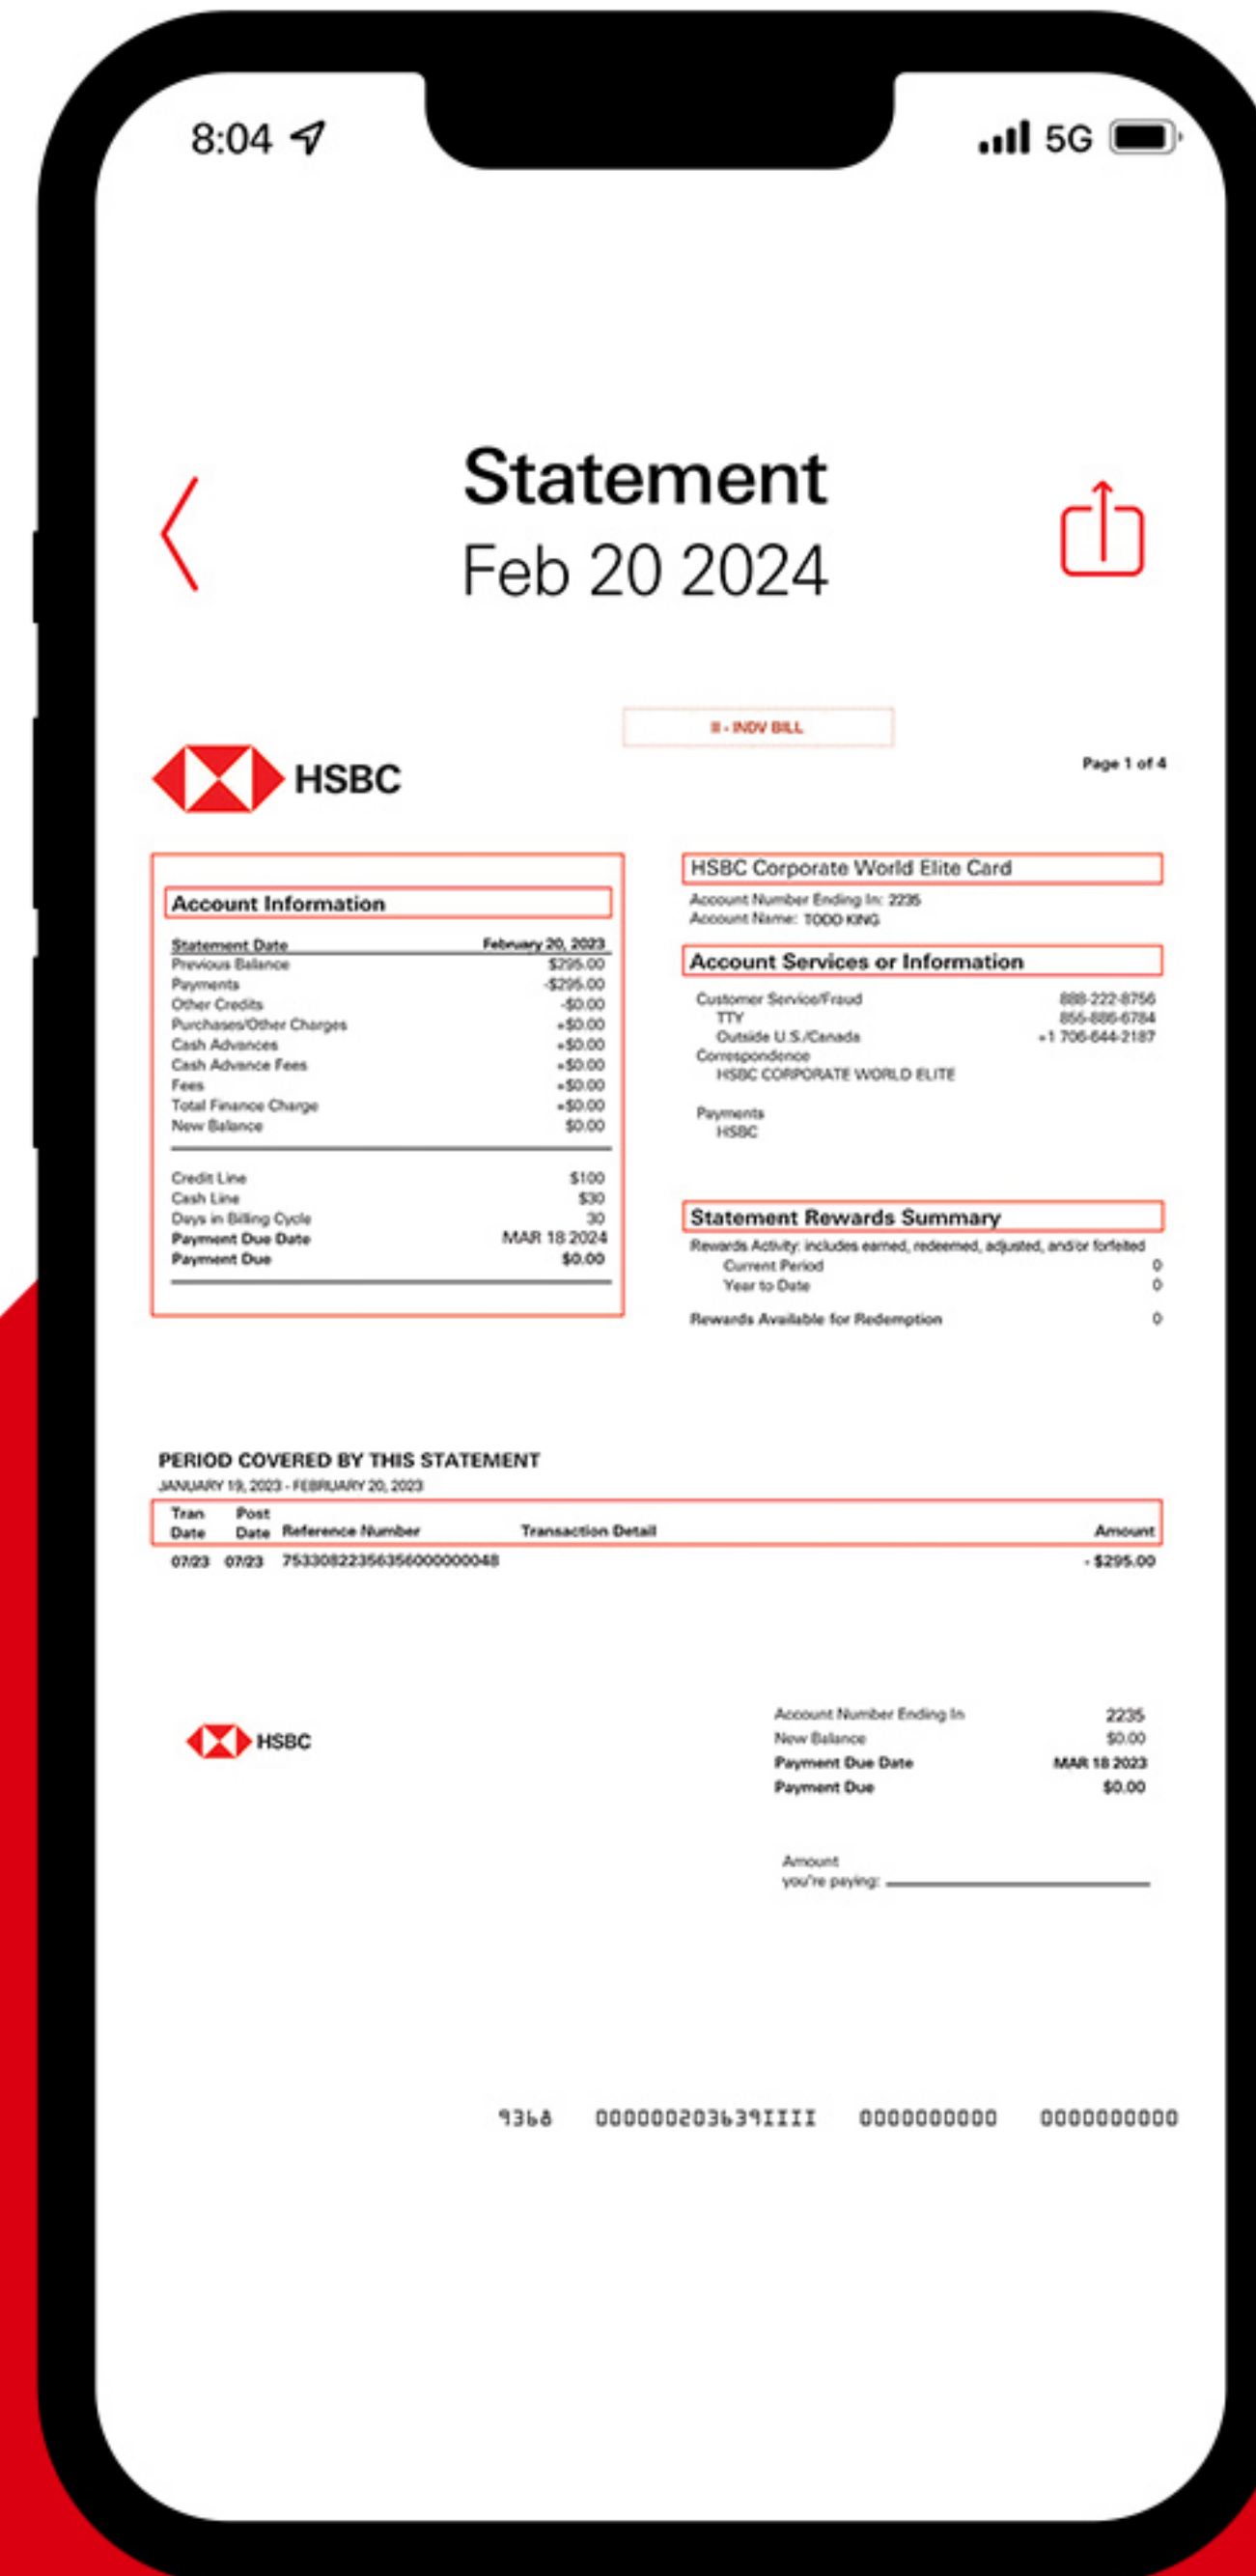 8:04 5G
Statement
Feb 20 2024
II - INDV BILL
Page 1 of 4
HSBC
Account Information
Statement Date February 20, 2023
Previous Balance $295.00
Payments -$295.00
Other Credits -$0.00
Purchases/Other Charges +$0.00
Cash Advances +$0.00
Cash Advance Fees +$0.00
Fees +$0.00
Total Finance Charge +$0.00
New Balance $0.00
Credit Line $100
Cash Line $30
Days in Billing Cycle 30
Payment Due Date MAR 18 2024
Payment Due $0.00
HSBC Corporate World Elite Card
Account Number Ending In: 2235
Account Name: TODD KING
Account Services or Information
Customer Service/Fraud 888-222-8756
TTY 855-886-6784
Outside U.S./Canada +1 706-644-2187
Correspondence
HSBC CORPORATE WORLD ELITE
Payments
HSBC
Statement Rewards Summary
Rewards Activity: includes earned, redeemed, adjusted, and/or forfeited
Current Period 0
Year to Date 0
Rewards Available for Redemption 0
PERIOD COVERED BY THIS STATEMENT
JANUARY 19, 2023 - FEBRUARY 20, 2023
Tran Post
Date Date Reference Number Transaction Detail Amount
07/23 07/23 75330822356356000000048 - $295.00
HSBC
Account Number Ending In 2235
New Balance $0.00
Payment Due Date MAR 18 2023
Payment Due $0.00
Amount
you're paying:
9368 000000203639IIII 0000000000 0000000000